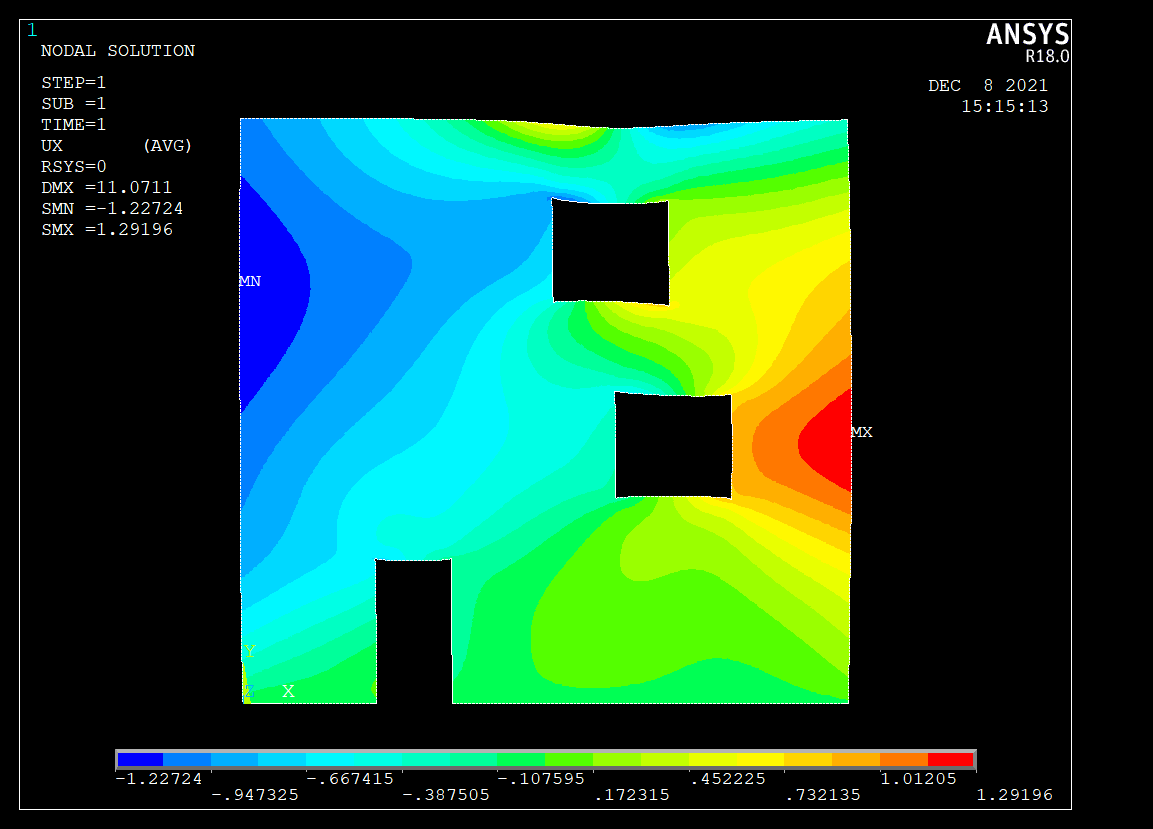 1
ANSYS
R18.0
NODAL SOLUTION
DEC  8 2021
15:15:13
STEP=1
SUB =1
TIME=1
UX       (AVG)
RSYS=0
DMX =11.0711
SMN =-1.22724
SMX =1.29196
MN
MX
Y
Z X
-1.22724 -.667415 -.107595 .452225 1.01205
-.947325 -.387505 .172315 .732135 1.29196